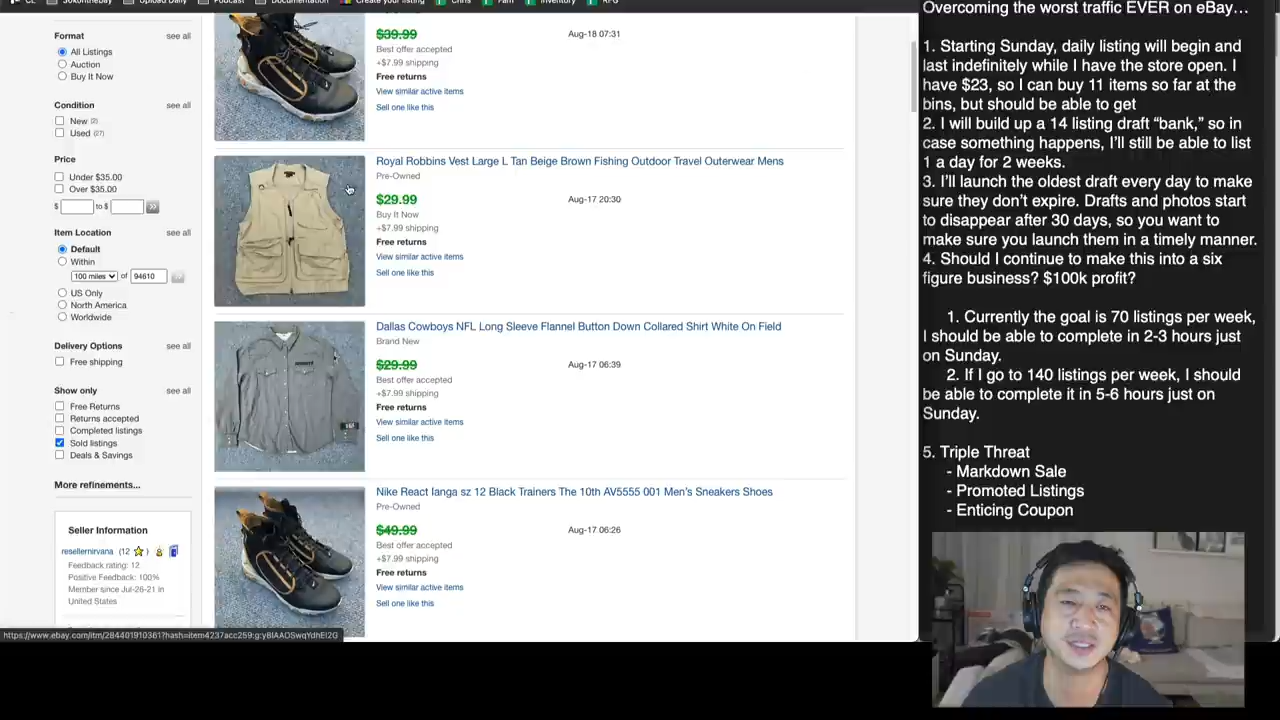 CL
30konebay
Upload Daily
Podcast
Documentation
Create your listing
Chris
Fam
Inventory
RPG
Format
see all
All Listings
Auction
Buy It Now
Condition
see all
New (2)
Used (27)
Price
Under $35.00
Over $35.00
$ to $
Item Location
see all
Default
Within
100 miles of 94610
US Only
North America
Worldwide
Delivery Options
see all
Free shipping
Show only
see all
Free Returns
Returns accepted
Completed listings
Sold listings
Deals & Savings
More refinements...
Seller Information
resellernirvana (12
Feedback rating: 12
Positive Feedback: 100%
Member since Jul-26-21 in
United States
$39.99
Aug-18 07:31
Best offer accepted
+$7.99 shipping
Free returns
View similar active items
Sell one like this
Royal Robbins Vest Large L Tan Beige Brown Fishing Outdoor Travel Outerwear Mens
Pre-Owned
$29.99
Aug-17 20:30
Buy It Now
+$7.99 shipping
Free returns
View similar active items
Sell one like this
Dallas Cowboys NFL Long Sleeve Flannel Button Down Collared Shirt White On Field
Brand New
$29.99
Aug-17 06:39
Best offer accepted
+$7.99 shipping
Free returns
View similar active items
Sell one like this
Nike React Ianga sz 12 Black Trainers The 10th AV5555 001 Men's Sneakers Shoes
Pre-Owned
$49.99
Aug-17 06:26
Best offer accepted
+$7.99 shipping
Free returns
View similar active items
Sell one like this
Overcoming the worst traffic EVER on eBay…
1. Starting Sunday, daily listing will begin and
last indefinitely while I have the store open. I
have $23, so I can buy 11 items so far at the
bins, but should be able to get
2. I will build up a 14 listing draft “bank,” so in
case something happens, I’ll still be able to list
1 a day for 2 weeks.
3. I’ll launch the oldest draft every day to make
sure they don’t expire. Drafts and photos start
to disappear after 30 days, so you want to
make sure you launch them in a timely manner.
4. Should I continue to make this into a six
figure business? $100k profit?
1. Currently the goal is 70 listings per week,
I should be able to complete in 2-3 hours just
on Sunday.
2. If I go to 140 listings per week, I should
be able to complete it in 5-6 hours just on
Sunday.
5. Triple Threat
- Markdown Sale
- Promoted Listings
- Enticing Coupon